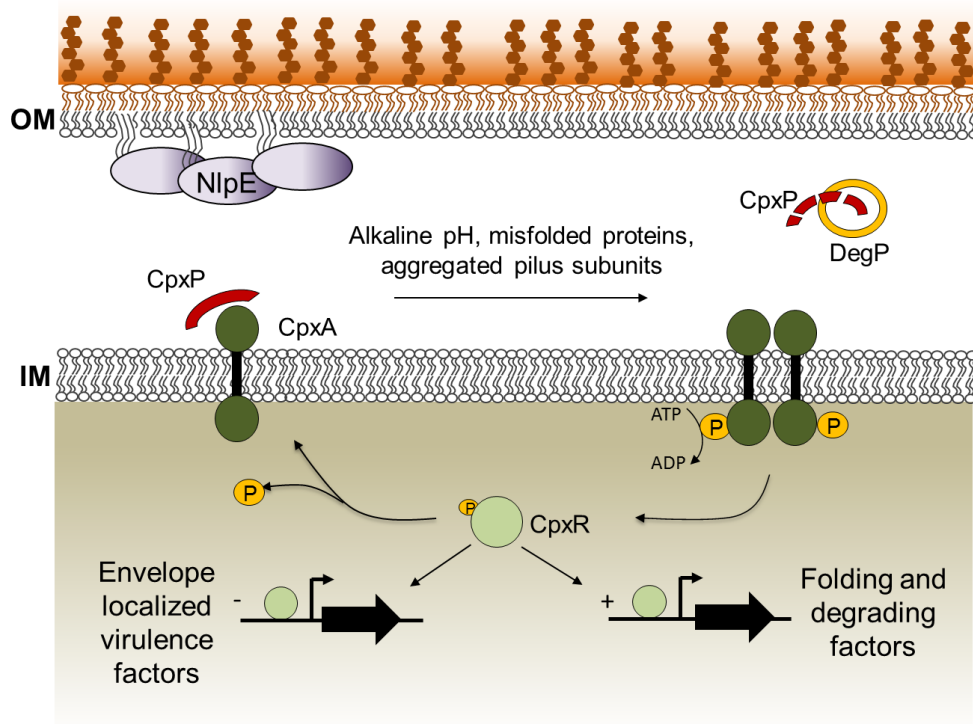 OM
NlpE
CpxP
DegP
Alkaline pH, misfolded proteins,
aggregated pilus subunits
CpxP
CpxA
IM
ATP
P
P
ADP
P
P
CpxR
Envelope
localized
virulence
factors
-
+
Folding and
degrading
factors